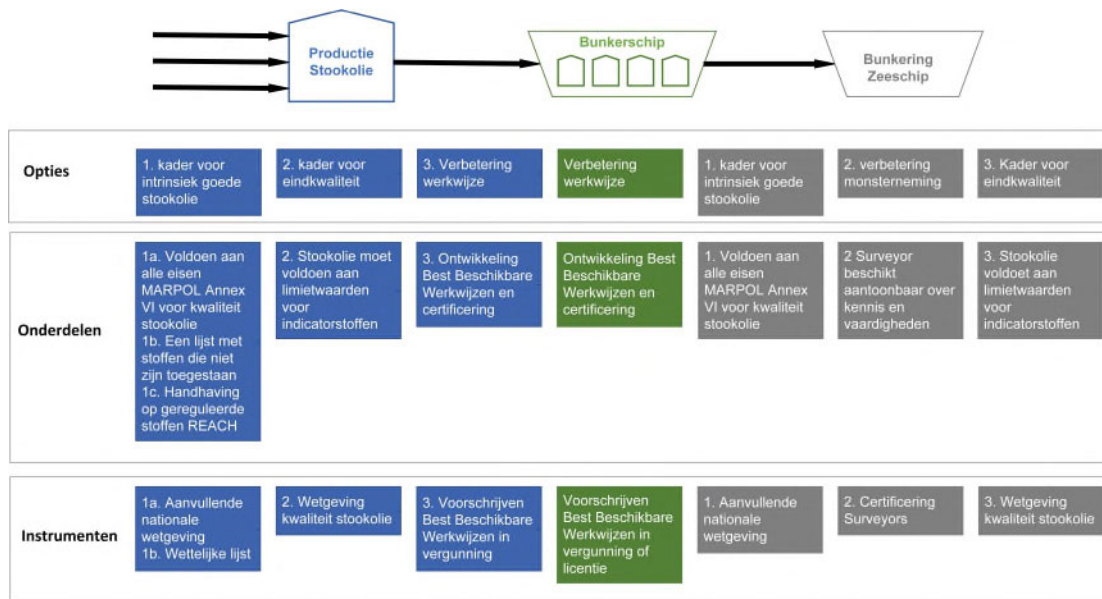 Productie
Stookolie
Bunkerschip
Bunkering
Zeeschip
Opties
1. kader voor
intrinsiek goede
stookolie
2. kader voor
eindkwaliteit
3. Verbetering
werkwijze
Verbetering
werkwijze
1. kader voor
intrinsiek goede
stookolie
2. verbetering
monsterneming
3. Kader voor
eindkwaliteit
Onderdelen
1a. Voldoen aan
alle eisen
MARPOL Annex
VI voor kwaliteit
stookolie
1b. Een lijst met
stoffen die niet
zijn toegestaan
1c. Handhaving
op gereguleerde
stoffen REACH
2. Stookolie moet
voldoen aan
limietwaarden
voor
indicatorstoffen
3. Ontwikkeling
Best Beschikbare
Werkwijzen en
certificering
Ontwikkeling Best
Beschikbare
Werkwijzen en
certificering
1. Voldoen aan
alle eisen
MARPOL Annex
VI voor kwaliteit
stookolie
2 Surveyor
beschikt
aantoonbaar over
kennis en
vaardigheden
3. Stookolie
voldoet aan
limietwaarden
voor
indicatorstoffen
Instrumenten
1a. Aanvullende
nationale
wetgeving
1b. Wettelijke lijst
2. Wetgeving
kwaliteit stookolie
3. Voorschrijven
Best Beschikbare
Werkwijzen in
vergunning
Voorschrijven
Best Beschikbare
Werkwijzen in
vergunning of
licentie
1. Aanvullende
nationale
wetgeving
2. Certificering
Surveyors
3. Wetgeving
kwaliteit stookolie